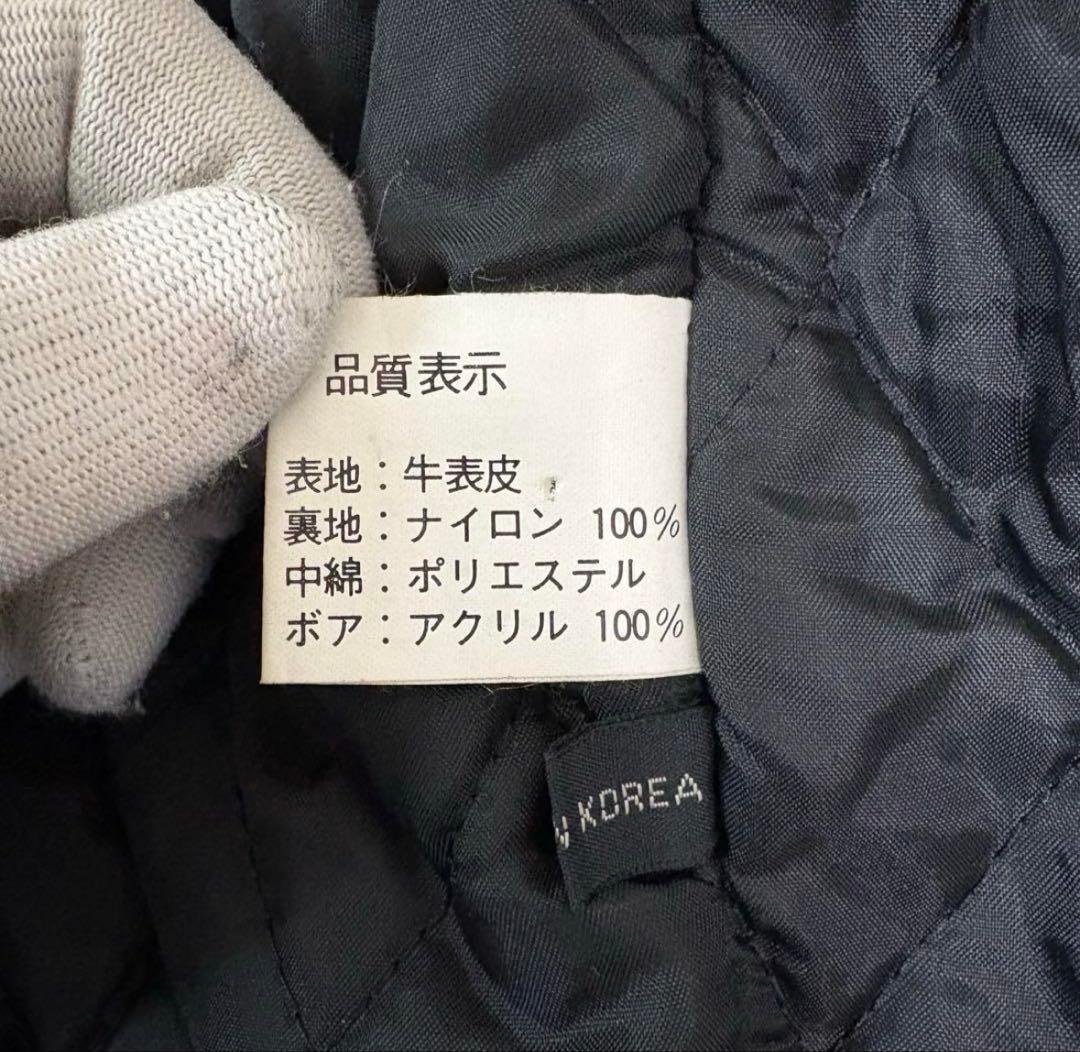 品質表示
表地：牛表皮
裏地：ナイロン 100%
中綿：ポリエステル
ボア：アクリル 100%
KOREA